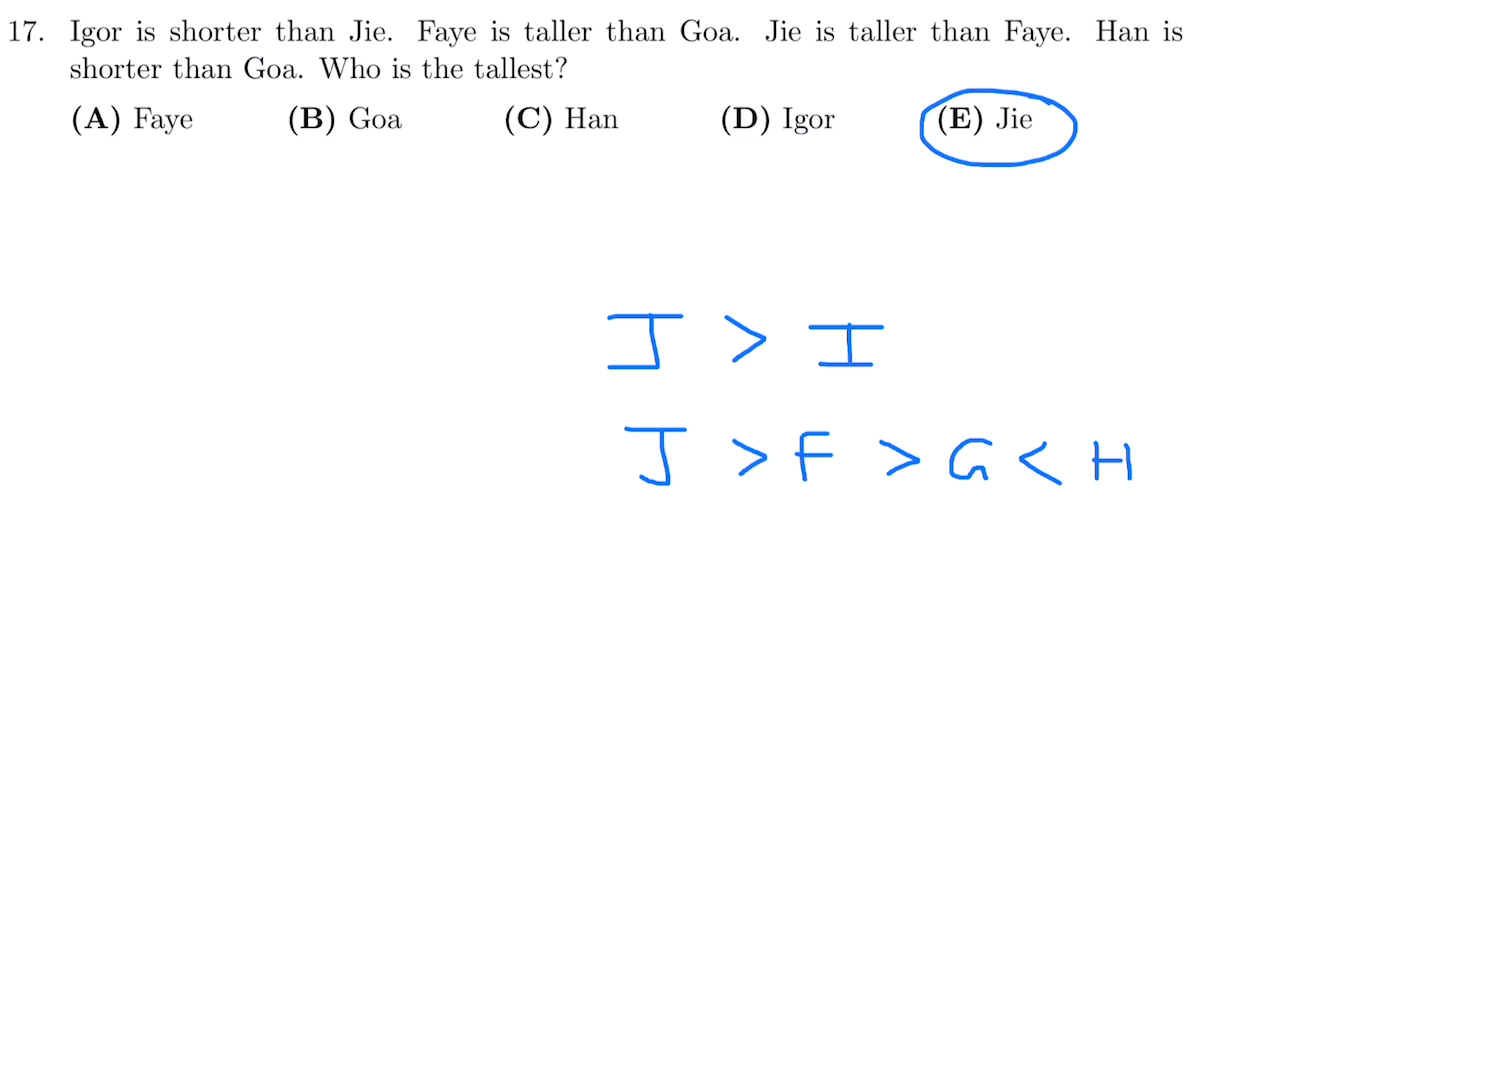 17. Igor is shorter than Jie. Faye is taller than Goa. Jie is taller than Faye. Han is
shorter than Goa. Who is the tallest?
(A) Faye (B) Goa (C) Han (D) Igor (E) Jie
J > I
J > F > G < H